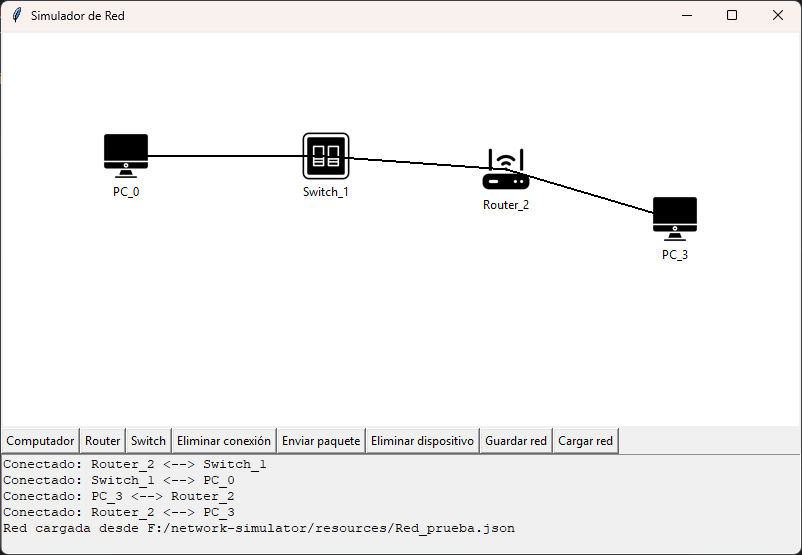 Simulador de Red
PC_0
Switch_1
Router_2
PC_3
Computador Router Switch Eliminar conexión Enviar paquete Eliminar dispositivo Guardar red Cargar red
Conectado: Router_2 <--> Switch_1
Conectado: Switch_1 <--> PC_0
Conectado: PC_3 <--> Router_2
Conectado: Router_2 <--> PC_3
Red cargada desde F:/network-simulator/resources/Red_prueba.json